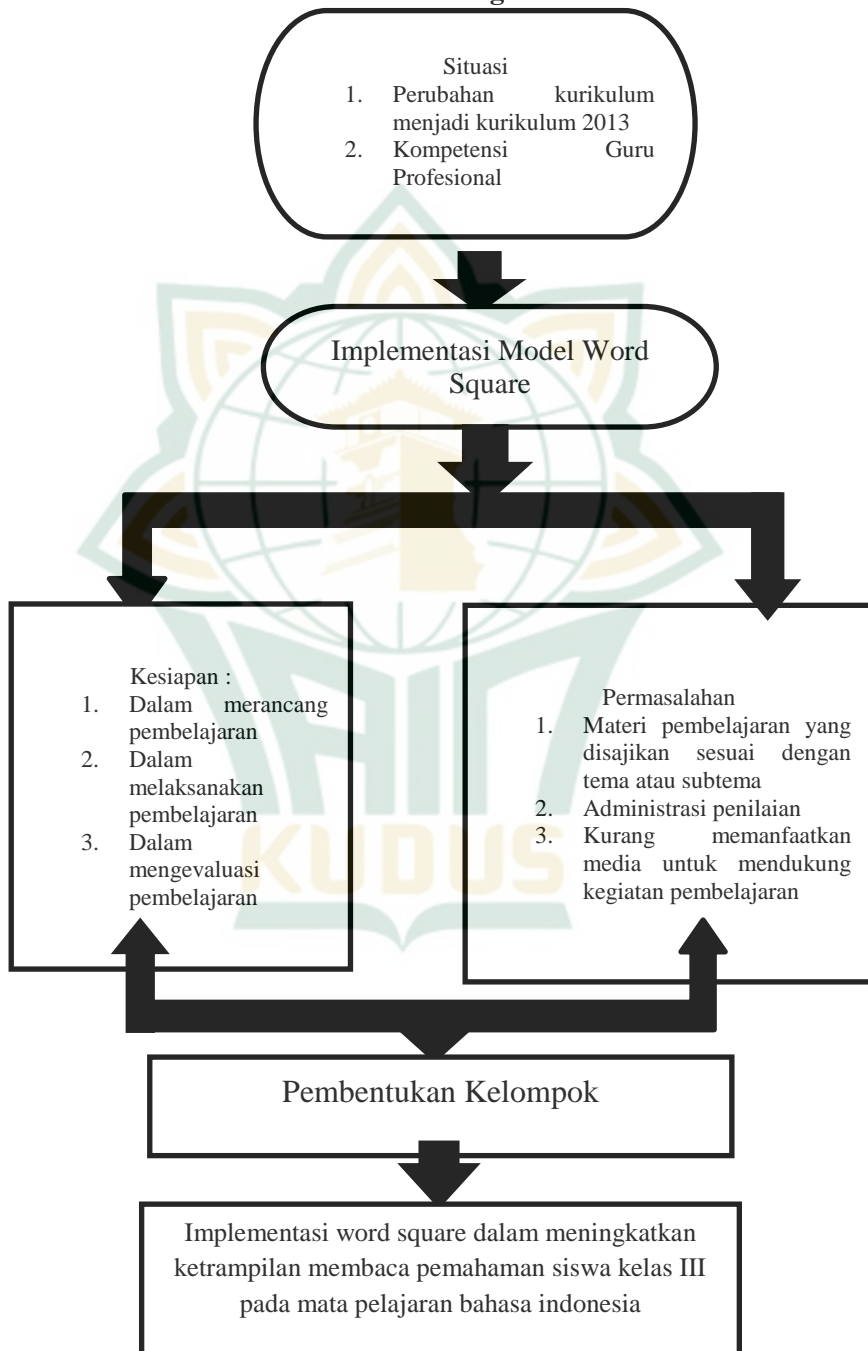 Situasi
1. Perubahan kurikulum
menjadi kurikulum 2013
2. Kompetensi Guru
Profesional
Implementasi Model Word
Square
Kesiapan :
1. Dalam merancang
pembelajaran
2. Dalam
melaksanakan
pembelajaran
3. Dalam
mengevaluasi
pembelajaran
Permasalahan
1. Materi pembelajaran yang
disajikan sesuai dengan
tema atau subtema
2. Administrasi penilaian
3. Kurang memanfaatkan
media untuk mendukung
kegiatan pembelajaran
IAIN
KUDUS
Pembentukan Kelompok
Implementasi word square dalam meningkatkan
ketrampilan membaca pemahaman siswa kelas III
pada mata pelajaran bahasa indonesia